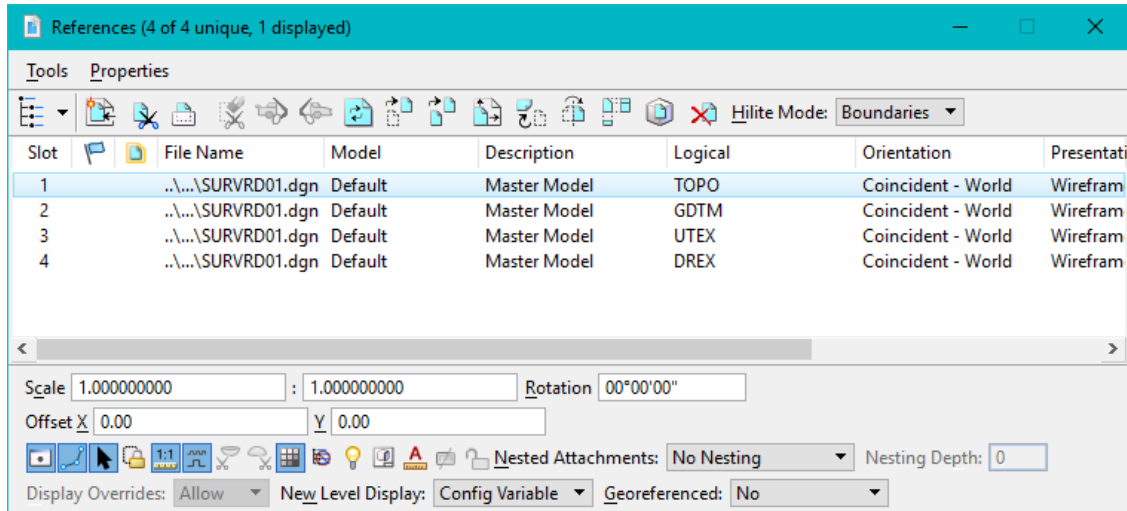 References (4 of 4 unique, 1 displayed)
Tools Properties
Hilite Mode: Boundaries
Slot File Name Model Description Logical Orientation Presentati
1 ..\...\SURVRD01.dgn Default Master Model TOPO Coincident - World Wirefram
2 ..\...\SURVRD01.dgn Default Master Model GDTM Coincident - World Wirefram
3 ..\...\SURVRD01.dgn Default Master Model UTEX Coincident - World Wirefram
4 ..\...\SURVRD01.dgn Default Master Model DREX Coincident - World Wirefram
Scale 1.000000000 : 1.000000000 Rotation 00°00'00"
Offset X 0.00 Y 0.00
1:1 A Nested Attachments: No Nesting Nesting Depth: 0
Display Overrides: Allow New Level Display: Config Variable Georeferenced: No